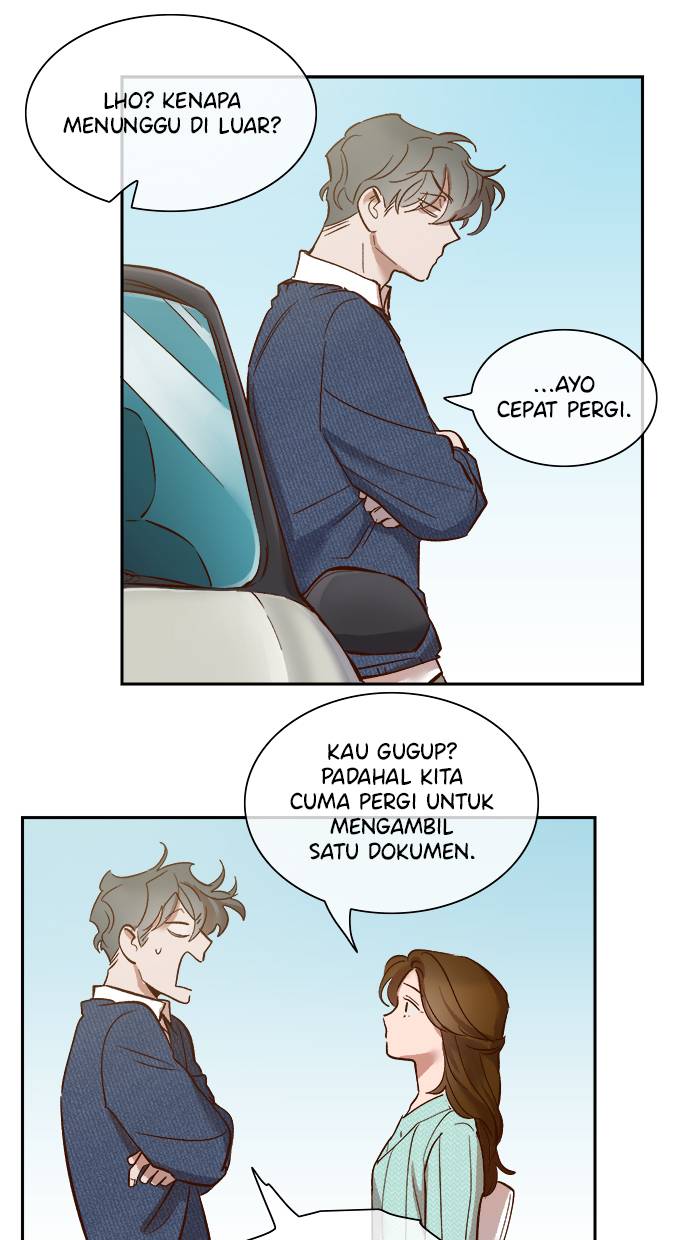 LHO? KENAPA
MENUNGGU DI LUAR?
...AYO
CEPAT PERGI.
KAU GUGUP?
PADAHAL KITA
CUMA PERGI UNTUK
MENGAMBIL
SATU DOKUMEN.